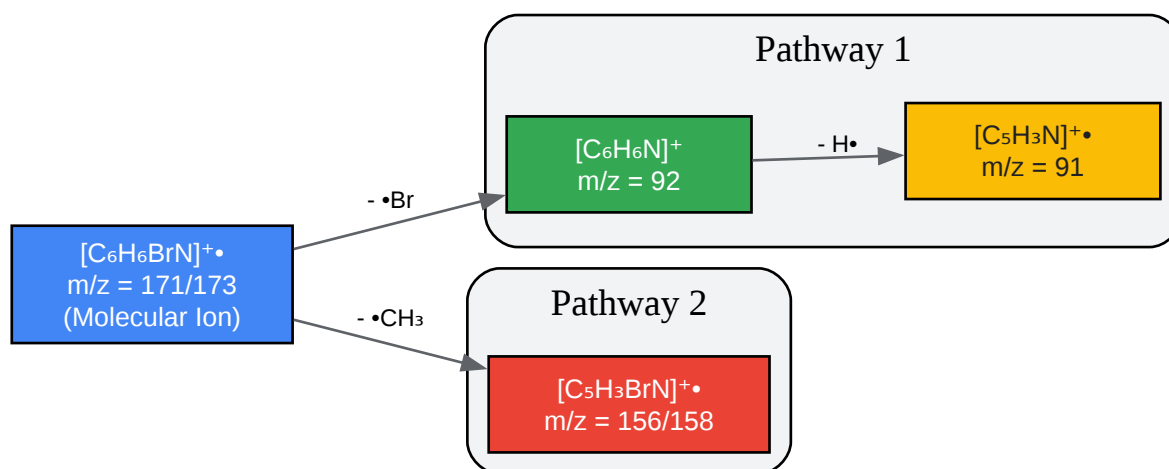 Pathway 1
[C₆H₆N]⁺
m/z = 92
- H•
[C₅H₃N]⁺•
m/z = 91
- •Br
[C₆H₆BrN]⁺•
m/z = 171/173
(Molecular Ion)
- •CH₃
Pathway 2
[C₅H₃BrN]⁺•
m/z = 156/158